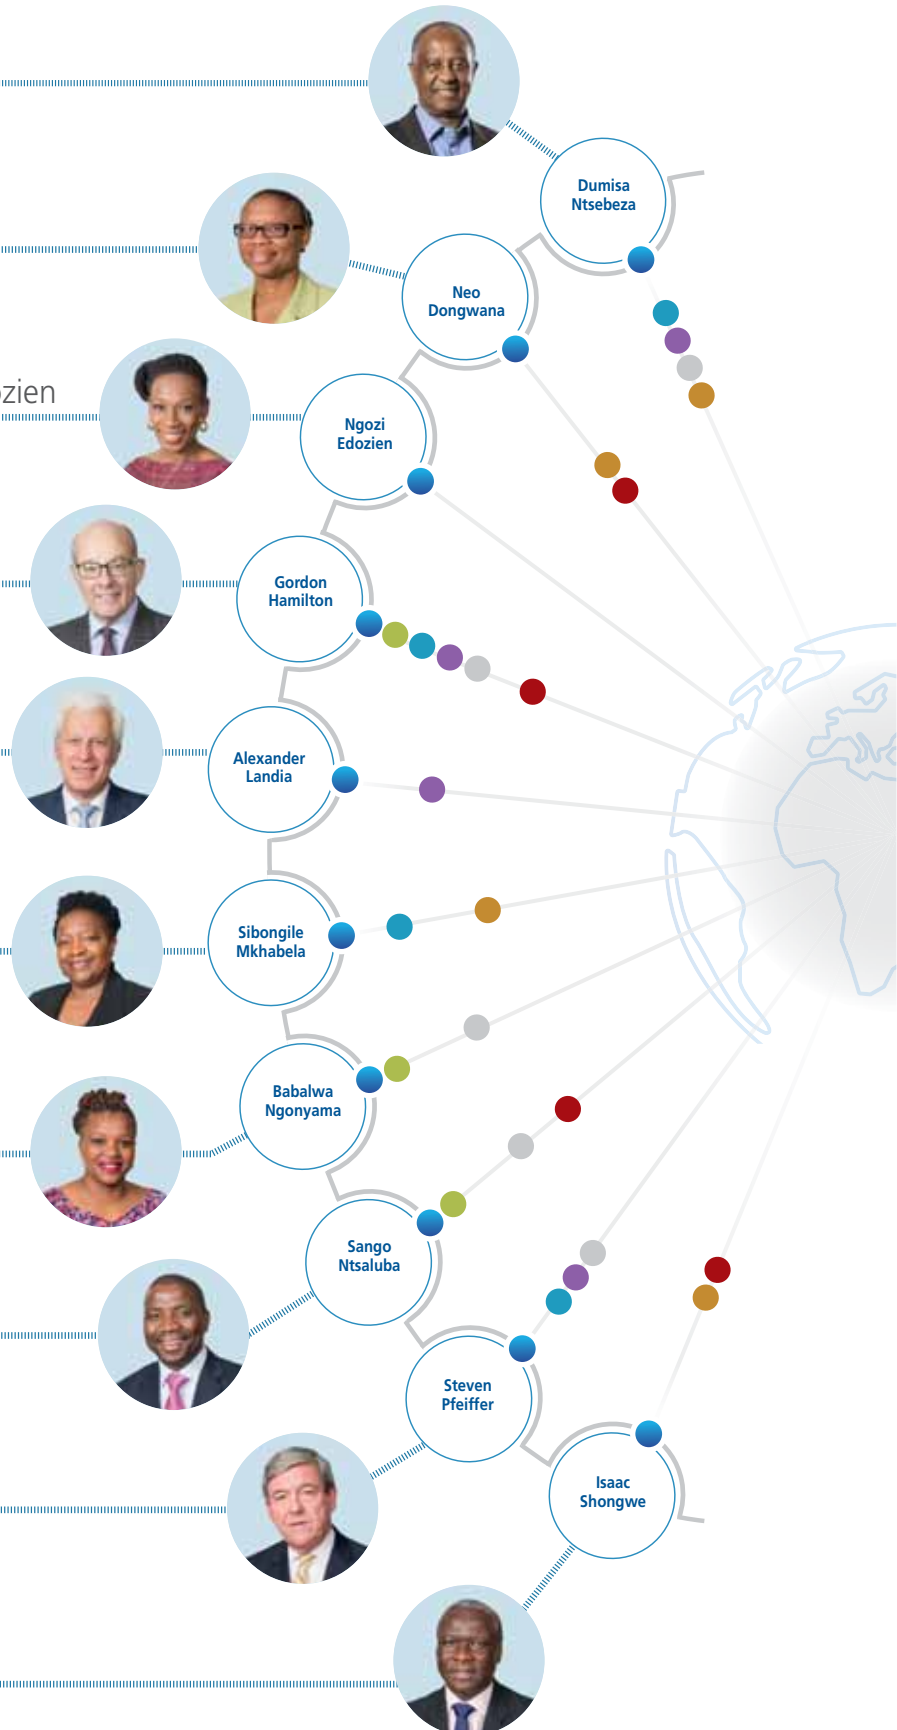 Dumisa
Ntsebeza
Neo
Dongwana
ozien
Ngozi
Edozien
Gordon
Hamilton
Alexander
Landia
Sibongile
Mkhabela
Babalwa
Ngonyama
Sango
Ntsaluba
Steven
Pfeiffer
Isaac
Shongwe